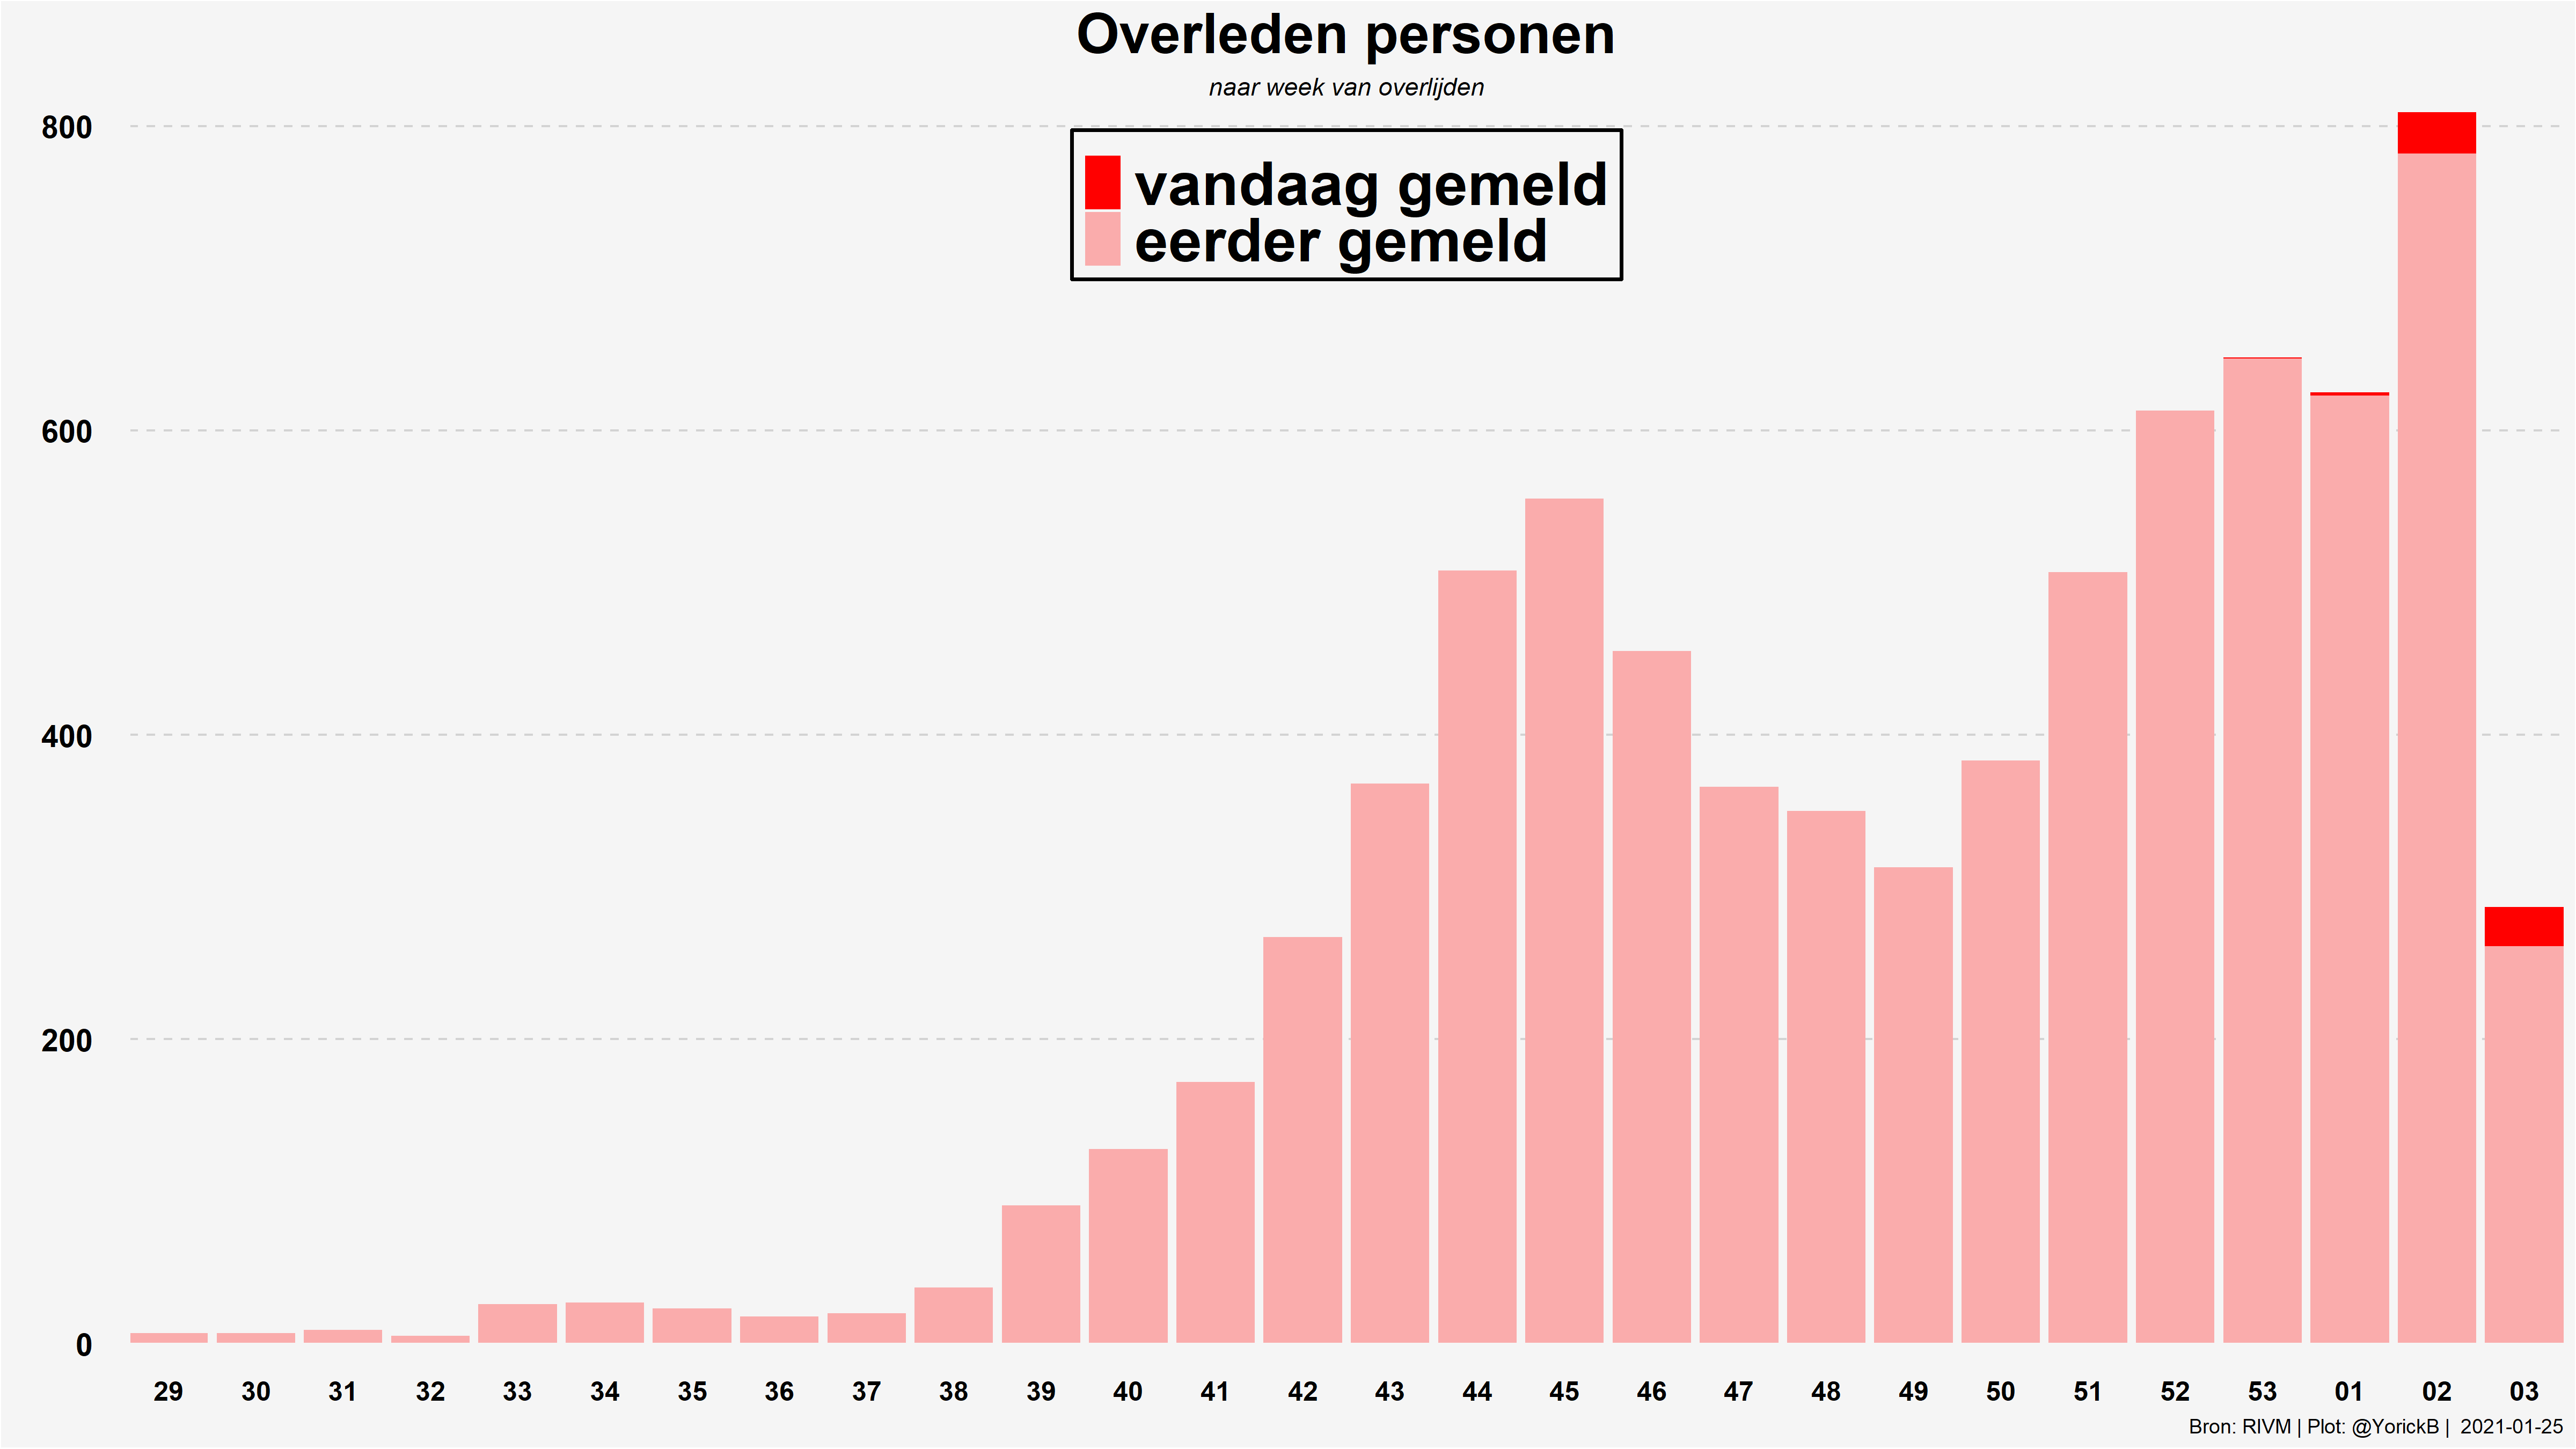 Overleden personen
naar week van overlijden
vandaag gemeld
eerder gemeld
800
600
400
200
0
29 30 31 32 33 34 35 36 37 38 39 40 41 42 43 44 45 46 47 48 49 50 51 52 53 01 02 03
Bron: RIVM | Plot: @YorickB | 2021-01-25